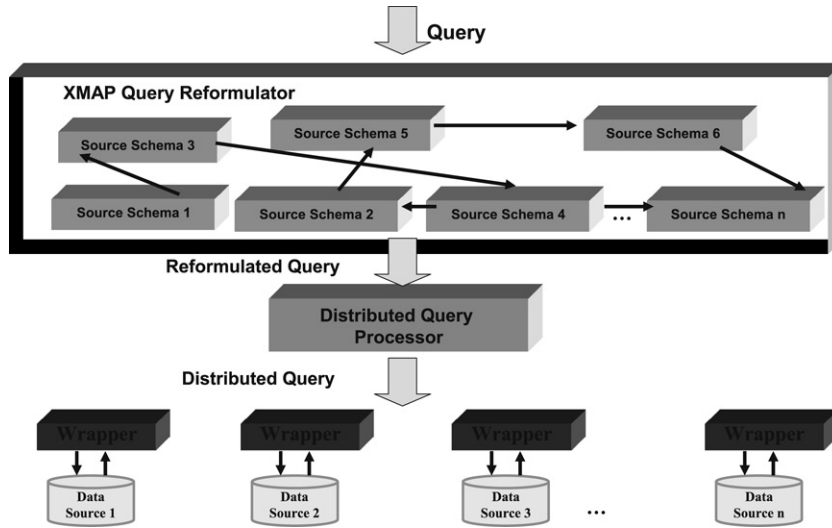 Query
XMAP Query Reformulator
Source Schema 3
Source Schema 5
Source Schema 6
Source Schema 1
Source Schema 2
Source Schema 4
...
Source Schema n
Reformulated Query
Distributed Query
Processor
Distributed Query
Wrapper
Wrapper
Wrapper
Wrapper
Data
Source 1
Data
Source 2
Data
Source 3
...
Data
Source n